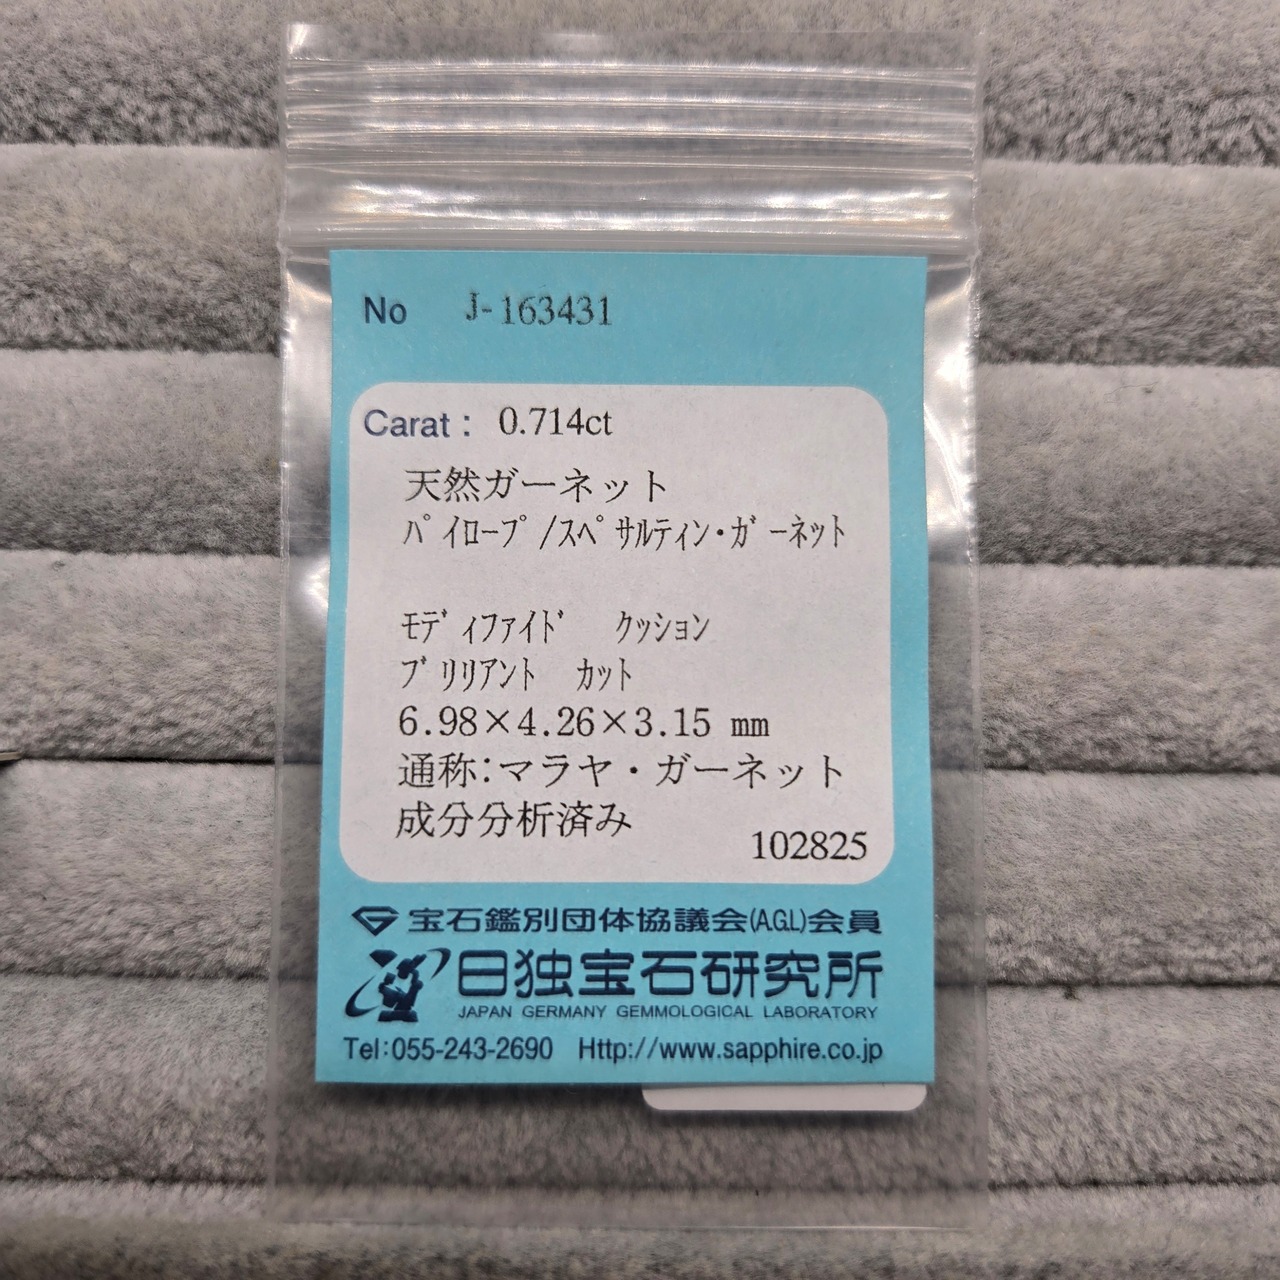 No J-163431
Carat: 0.714ct
天然ガーネット
ﾊﾟｲﾛｰﾌﾟ/ｽﾍﾟｻﾙﾃｨﾝ・ｶﾞｰﾈｯﾄ
ﾓﾃﾞｨﾌｧｲﾄﾞ ｸｯｼｮﾝ
ﾌﾞﾘﾘｱﾝﾄ ｶｯﾄ
6.98×4.26×3.15 mm
通称:マラヤ・ガーネット
成分分析済み
102825
宝石鑑別団体協議会(A.G.L)会員
日独宝石研究所
JAPAN GERMANY GEMMOLOGICAL LABORATORY
Tel:055-243-2690 Http://www.sapphire.co.jp